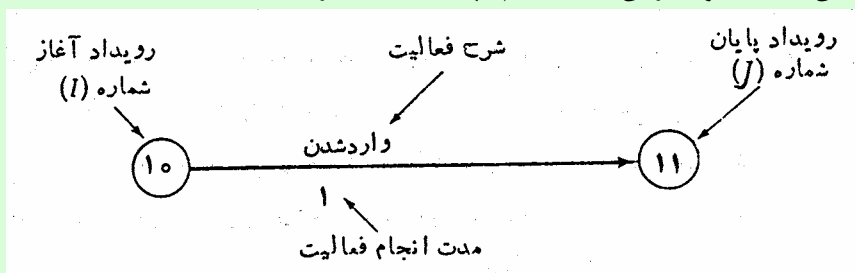 رویداد آغاز
شماره (I)
شرح فعالیت
رویداد پایان
شماره (J)
واردشدن
۱۰
۱۱
۱
مدت انجام فعالیت